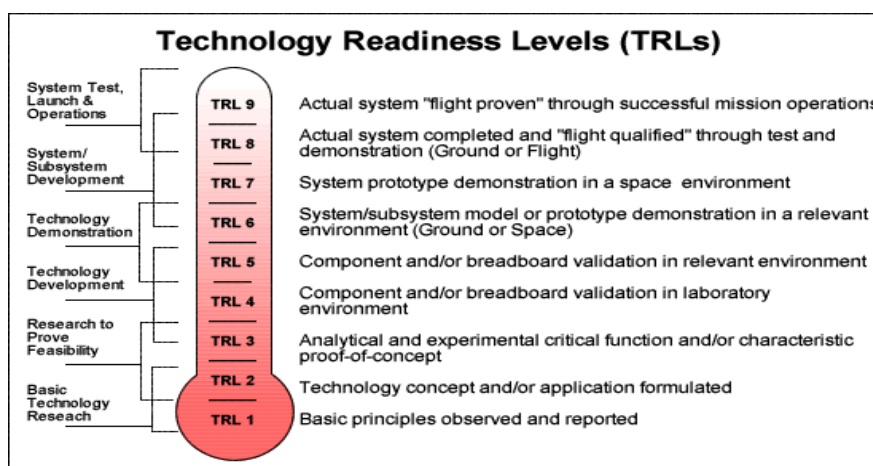 Technology Readiness Levels (TRLs)
System Test,
Launch &
Operations
System/
Subsystem
Development
Technology
Demonstration
Technology
Development
Research to
Prove
Feasibility
Basic
Technology
Reseach
TRL 9
TRL 8
TRL 7
TRL 6
TRL 5
TRL 4
TRL 3
TRL 2
TRL 1
Actual system "flight proven" through successful mission operations
Actual system completed and "flight qualified" through test and
demonstration (Ground or Flight)
System prototype demonstration in a space environment
System/subsystem model or prototype demonstration in a relevant
environment (Ground or Space)
Component and/or breadboard validation in relevant environment
Component and/or breadboard validation in laboratory
environment
Analytical and experimental critical function and/or characteristic
proof-of-concept
Technology concept and/or application formulated
Basic principles observed and reported